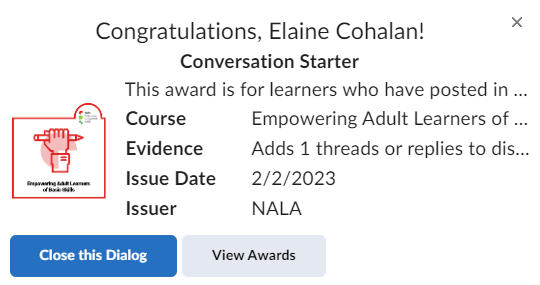 Congratulations, Elaine Cohalan!
×
Conversation Starter
This award is for learners who have posted in ...
Course Empowering Adult Learners of ...
Evidence Adds 1 threads or replies to dis...
Issue Date 2/2/2023
Issuer NALA
Empowering Adult Learners
of Basic Skills
Close this Dialog View Awards